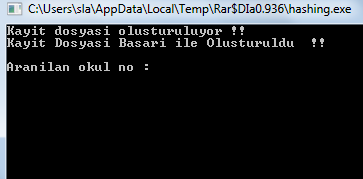 C:\Users\sla\AppData\Local\Temp\Rar$DIa0.936\hashing.exe
Kayit dosyasi olusturuluyor !!
Kayit Dosyasi Basari ile Olusturuldu  !!
Aranilan okul no :